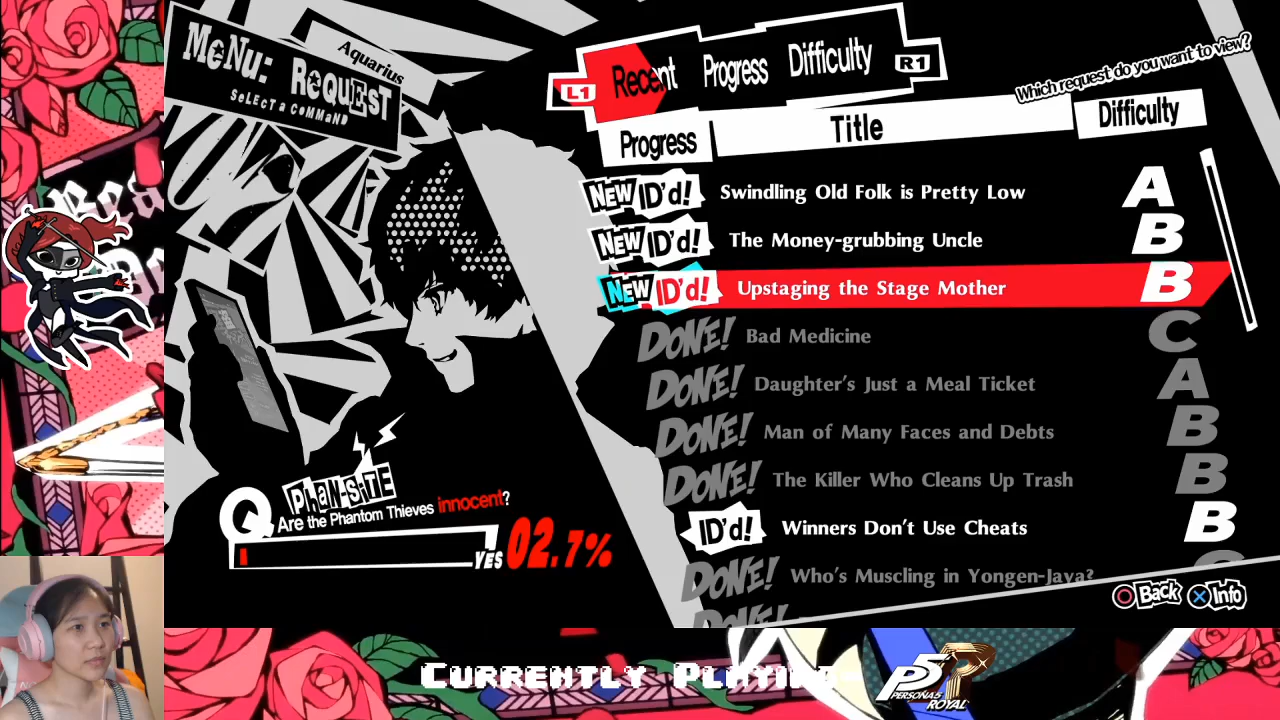 MeNu: RequEsT
SeLEcT a CoMMaND
Aquarius
L1 Recent Progress Difficulty R1
Which request do you want to view?
Progress Title Difficulty
NEW ID'd! Swindling Old Folk is Pretty Low A
NEW ID'd! The Money-grubbing Uncle B
NEW ID'd! Upstaging the Stage Mother B
DONE! Bad Medicine C
DONE! Daughter's Just a Meal Ticket A
DONE! Man of Many Faces and Debts B
DONE! The Killer Who Cleans Up Trash B
ID'd! Winners Don't Use Cheats B
DONE! Who's Muscling in Yongen-Jaya?
DONE!
Q PhaN-SiTE
Are the Phantom Thieves innocent?
YES 02.7%
Back Info
Currently Playing-
P5R
PERSONA5
ROYAL